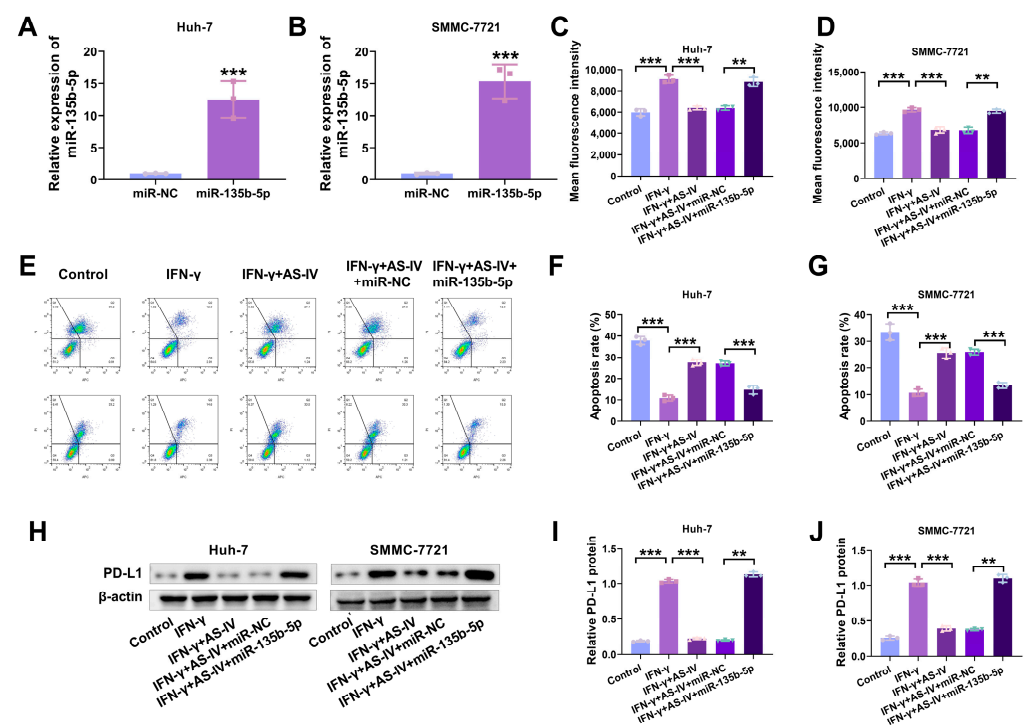 A
Huh-7
Relative expression of
miR-135b-5p
20
15
10
5
0
***
miR-NC
miR-135b-5p
B
SMMC-7721
Relative expression of
miR-135b-5p
20
15
10
5
0
***
miR-NC
miR-135b-5p
C
Huh-7
Mean fluorescence intensity
10,000
8,000
6,000
4,000
2,000
0
***
***
**
Control
IFN-γ
IFN-γ+AS-IV
IFN-γ+AS-IV+miR-NC
IFN-γ+AS-IV+miR-135b-5p
D
SMMC-7721
Mean fluorescence intensity
15,000
10,000
5,000
0
***
***
**
Control
IFN-γ
IFN-γ+AS-IV
IFN-γ+AS-IV+miR-NC
IFN-γ+AS-IV+miR-135b-5p
E
Control
IFN-γ
IFN-γ+AS-IV
IFN-γ+AS-IV
+miR-NC
IFN-γ+AS-IV+
miR-135b-5p
F
Huh-7
Apoptosis rate (%)
50
40
30
20
10
0
***
***
***
Control
IFN-γ
IFN-γ+AS-IV
IFN-γ+AS-IV+miR-NC
IFN-γ+AS-IV+miR-135b-5p
G
SMMC-7721
Apoptosis rate (%)
40
30
20
10
0
***
***
***
Control
IFN-γ
IFN-γ+AS-IV
IFN-γ+AS-IV+miR-NC
IFN-γ+AS-IV+miR-135b-5p
H
Huh-7
SMMC-7721
PD-L1
β-actin
Control
IFN-γ
IFN-γ+AS-IV
IFN-γ+AS-IV+miR-NC
IFN-γ+AS-IV+miR-135b-5p
Control
IFN-γ
IFN-γ+AS-IV
IFN-γ+AS-IV+miR-NC
IFN-γ+AS-IV+miR-135b-5p
I
Huh-7
Relative PD-L1 protein
1.5
1.0
0.5
0.0
***
***
**
Control
IFN-γ
IFN-γ+AS-IV
IFN-γ+AS-IV+miR-NC
IFN-γ+AS-IV+miR-135b-5p
J
SMMC-7721
Relative PD-L1 protein
1.5
1.0
0.5
0.0
***
***
**
Control
IFN-γ
IFN-γ+AS-IV
IFN-γ+AS-IV+miR-NC
IFN-γ+AS-IV+miR-135b-5p